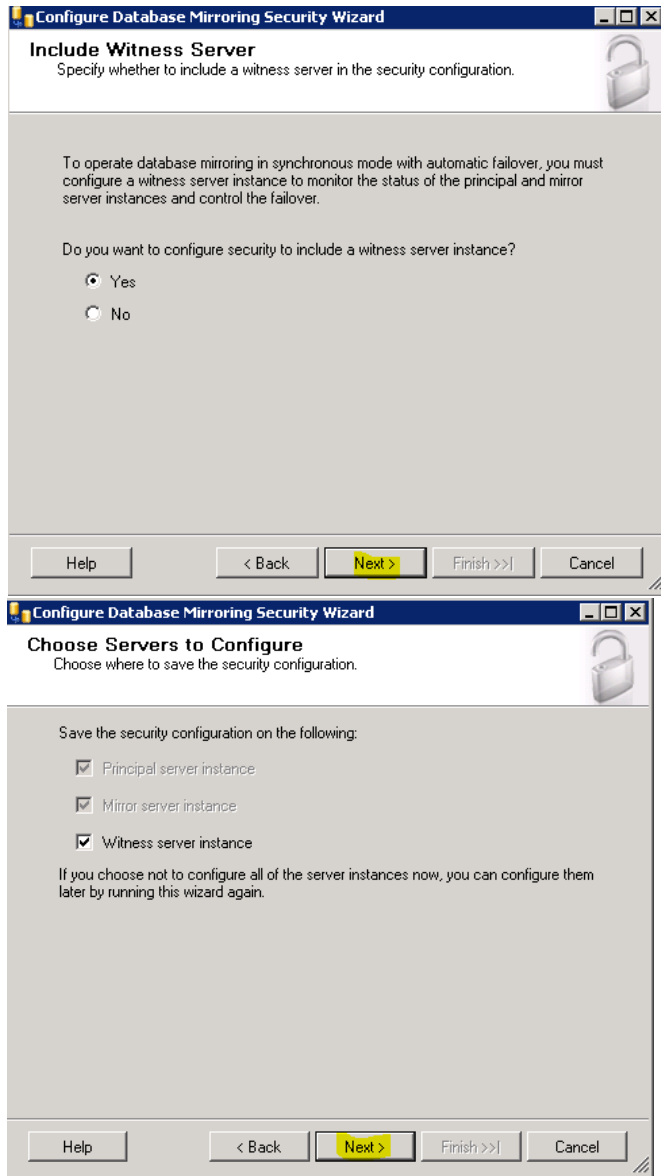 Configure Database Mirroring Security Wizard
Include Witness Server
Specify whether to include a witness server in the security configuration.
To operate database mirroring in synchronous mode with automatic failover, you must
configure a witness server instance to monitor the status of the principal and mirror
server instances and control the failover.
Do you want to configure security to include a witness server instance?
Yes
No
Help
< Back
Next >
Finish >>|
Cancel
Configure Database Mirroring Security Wizard
Choose Servers to Configure
Choose where to save the security configuration.
Save the security configuration on the following:
Principal server instance
Mirror server instance
Witness server instance
If you choose not to configure all of the server instances now, you can configure them
later by running this wizard again.
Help
< Back
Next >
Finish >>|
Cancel